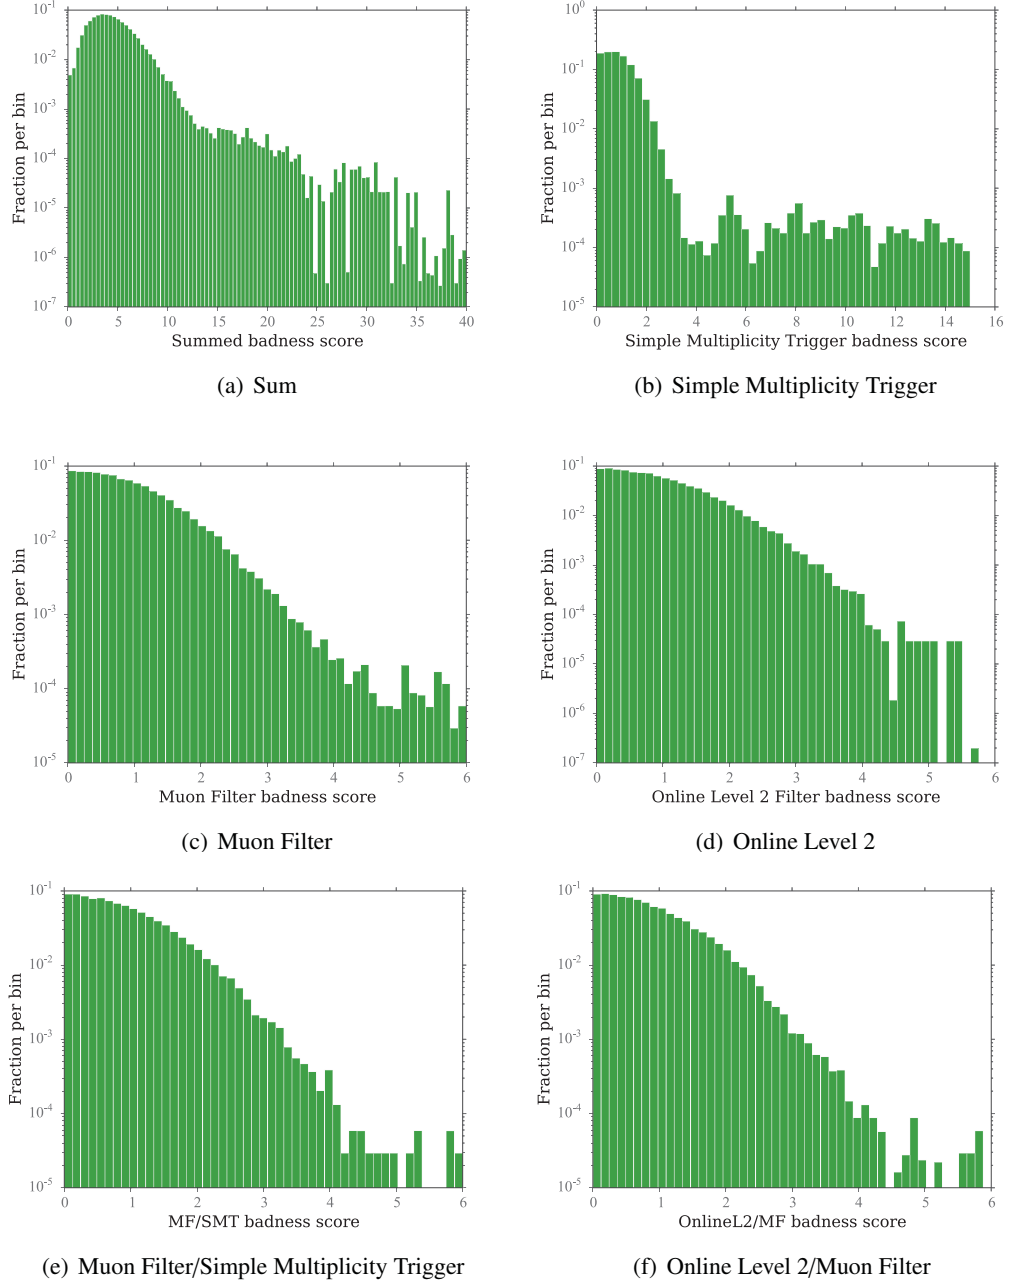 10^-1
10^-2
10^-3
10^-4
10^-5
10^-6
10^-7
Fraction per bin
0 5 10 15 20 25 30 35 40
Summed badness score
(a) Sum
10^0
10^-1
10^-2
10^-3
10^-4
10^-5
Fraction per bin
0 2 4 6 8 10 12 14 16
Simple Multiplicity Trigger badness score
(b) Simple Multiplicity Trigger
10^-1
10^-2
10^-3
10^-4
10^-5
Fraction per bin
0 1 2 3 4 5 6
Muon Filter badness score
(c) Muon Filter
10^-1
10^-2
10^-3
10^-4
10^-5
10^-6
10^-7
Fraction per bin
0 1 2 3 4 5 6
Online Level 2 Filter badness score
(d) Online Level 2
10^-1
10^-2
10^-3
10^-4
10^-5
Fraction per bin
0 1 2 3 4 5 6
MF/SMT badness score
(e) Muon Filter/Simple Multiplicity Trigger
10^-1
10^-2
10^-3
10^-4
10^-5
Fraction per bin
0 1 2 3 4 5 6
OnlineL2/MF badness score
(f) Online Level 2/Muon Filter